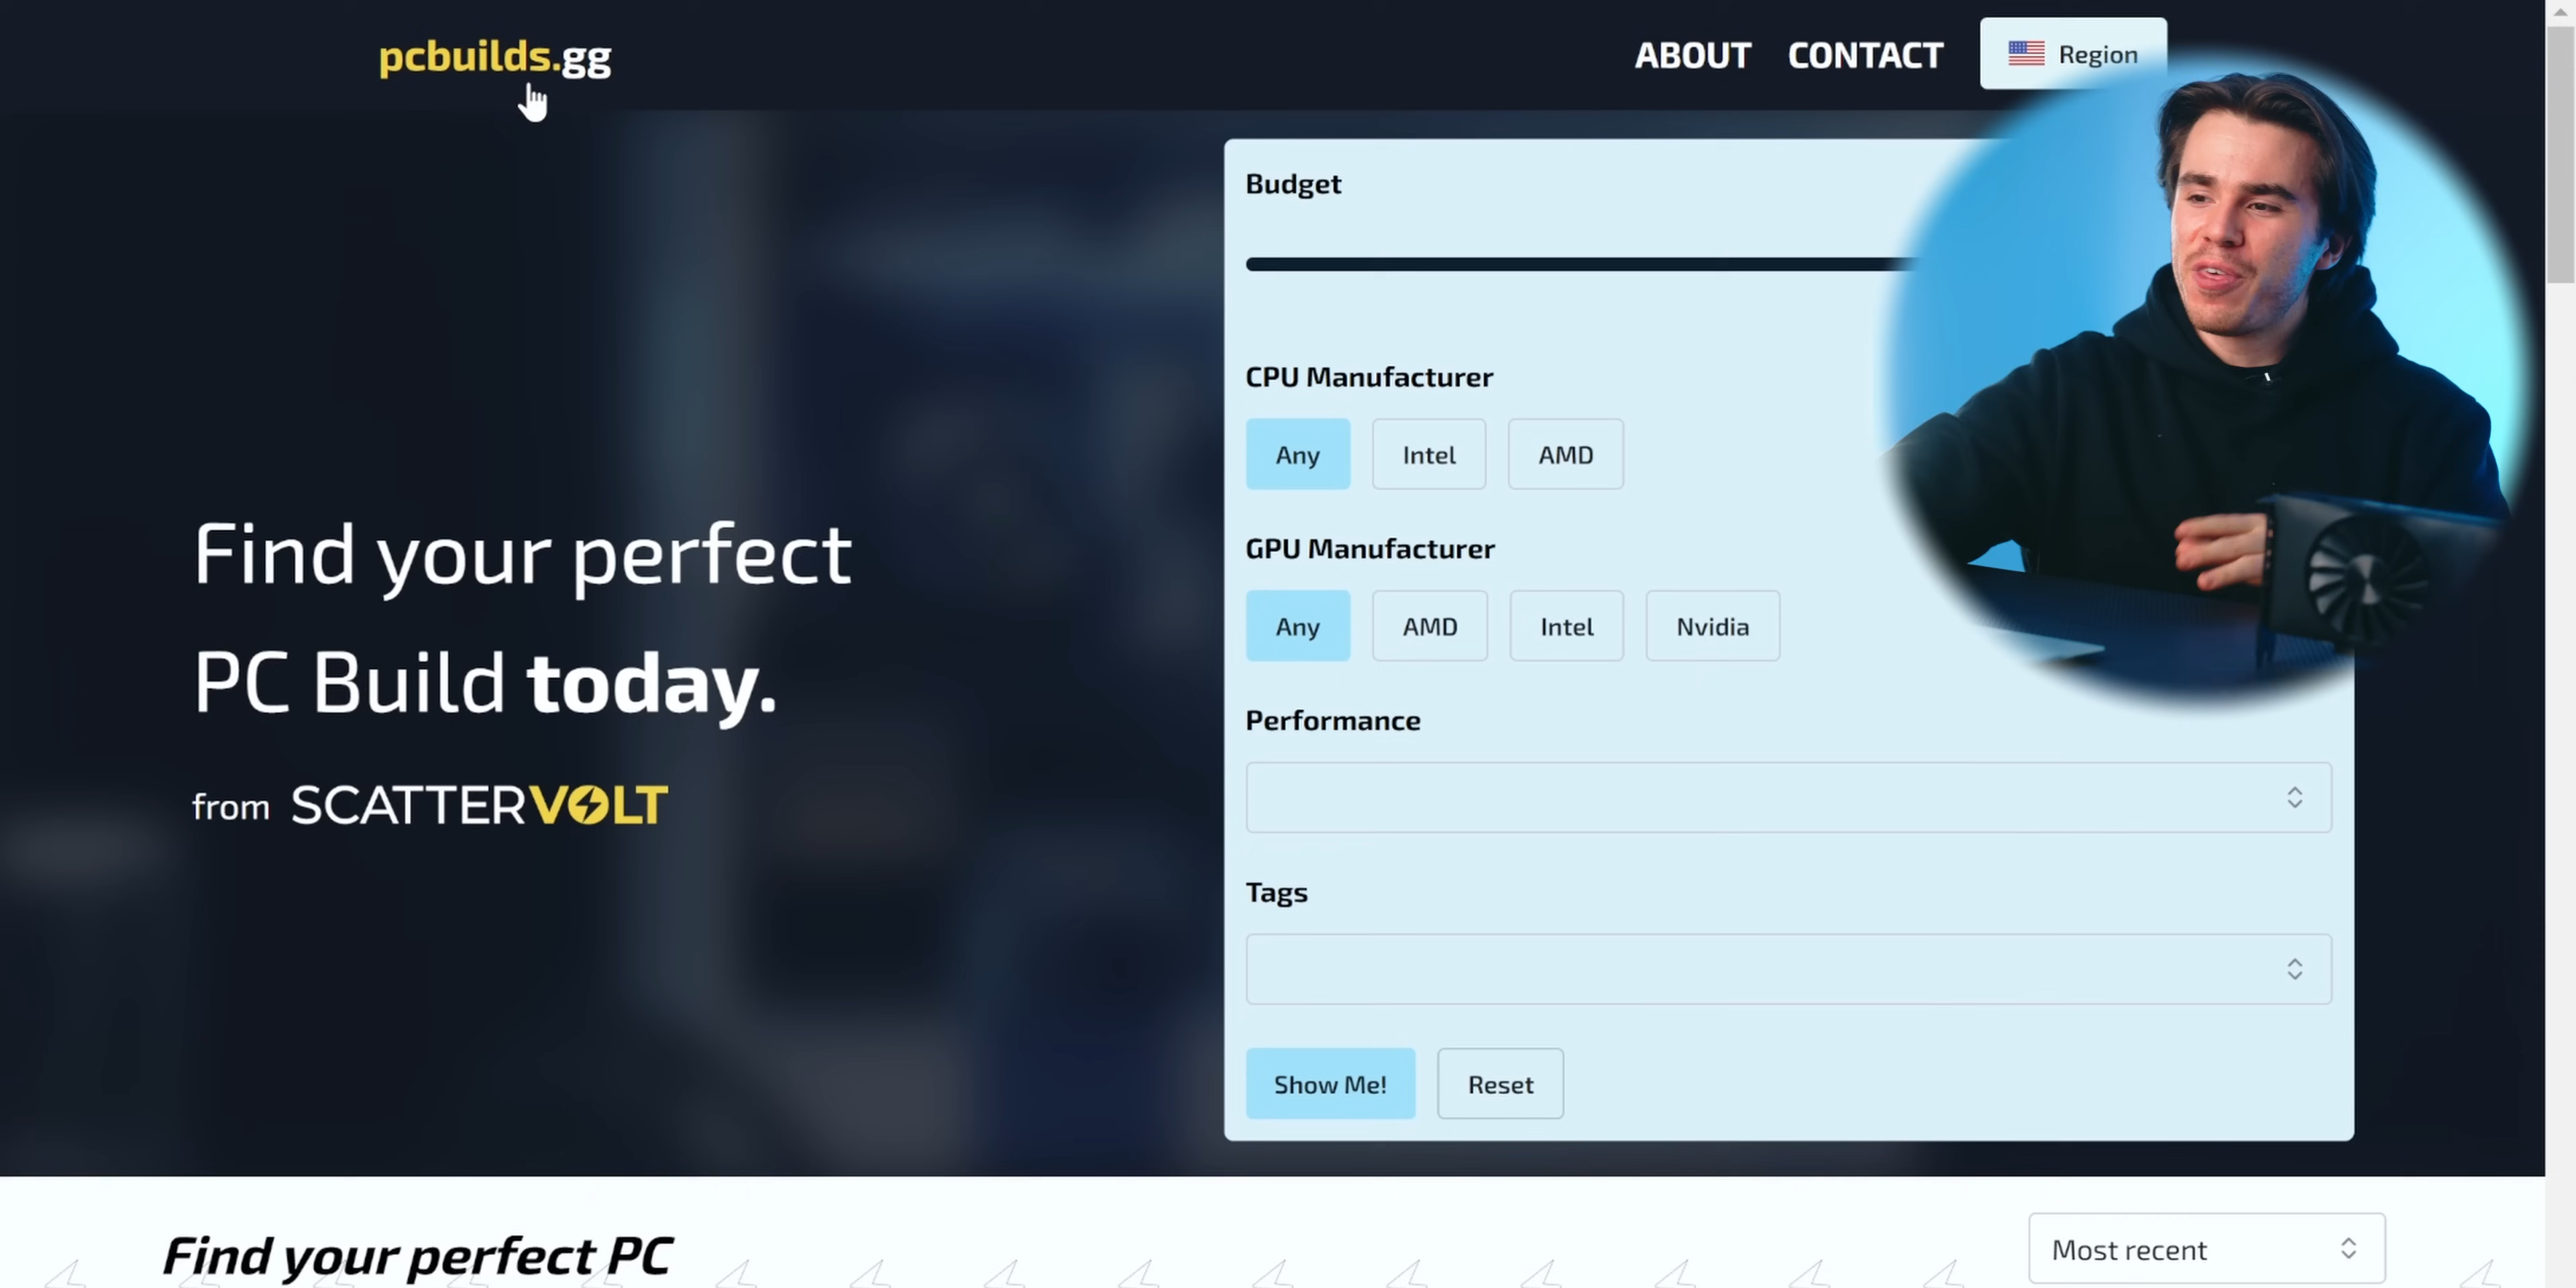 pcbuilds.gg
ABOUT CONTACT Region
Budget
CPU Manufacturer
Any Intel AMD
GPU Manufacturer
Any AMD Intel Nvidia
Find your perfect
PC Build today.
from SCATTERVOLT
Performance
Tags
Show Me! Reset
Find your perfect PC
Most recent